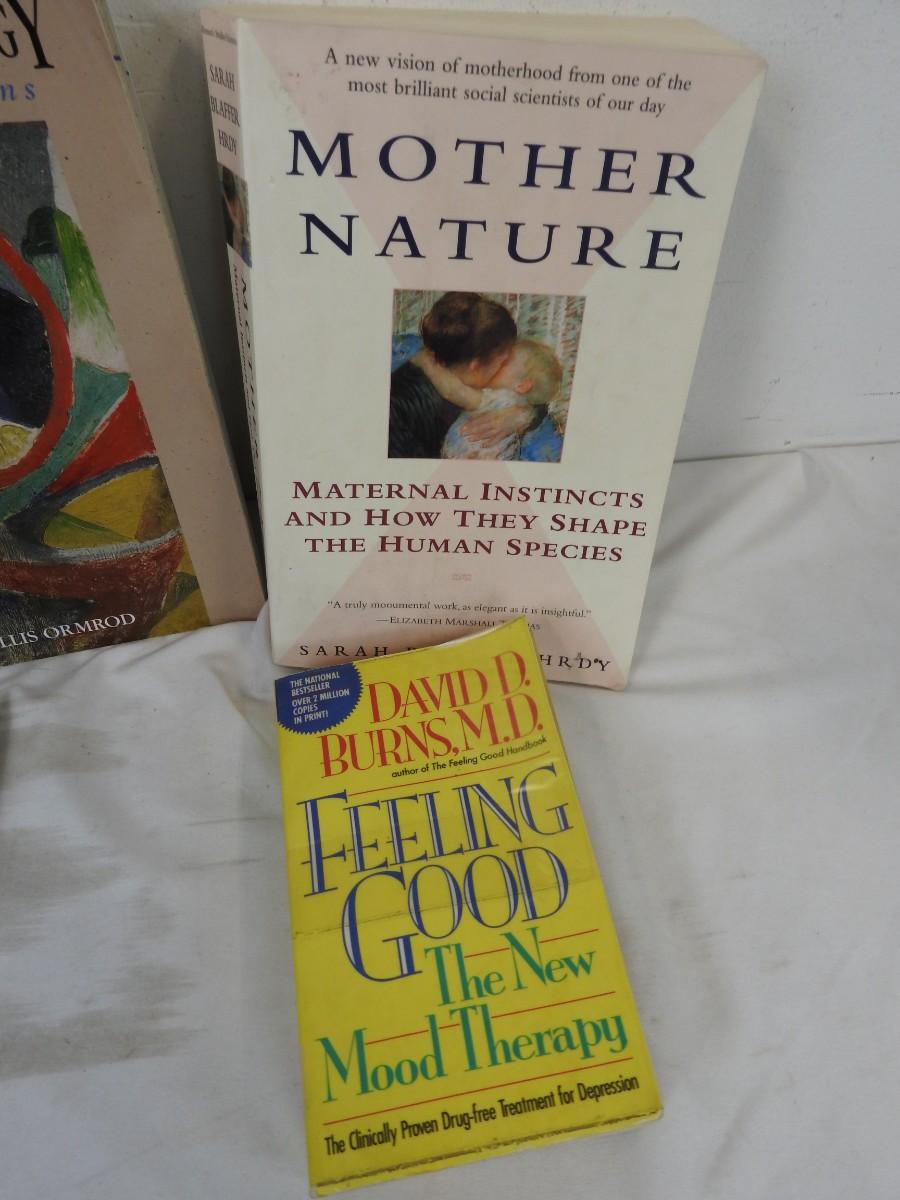 GY
ns
LLIS ORMROD
SARAH
BLAFFER
HRDY
A new vision of motherhood from one of the
most brilliant social scientists of our day
MOTHER
NATURE
MATERNAL INSTINCTS
AND HOW THEY SHAPE
THE HUMAN SPECIES
"A truly monumental work, as elegant as it is insightful."
—ELIZABETH MARSHALL
SARAH HRDY
THE NATIONAL
BESTSELLER
OVER 2 MILLION
COPIES
IN PRINT!
DAVID D.
BURNS, M.D.
author of The Feeling Good Handbook
FEELING
GOOD
The New
Mood Therapy
The Clinically Proven Drug-free Treatment for Depression